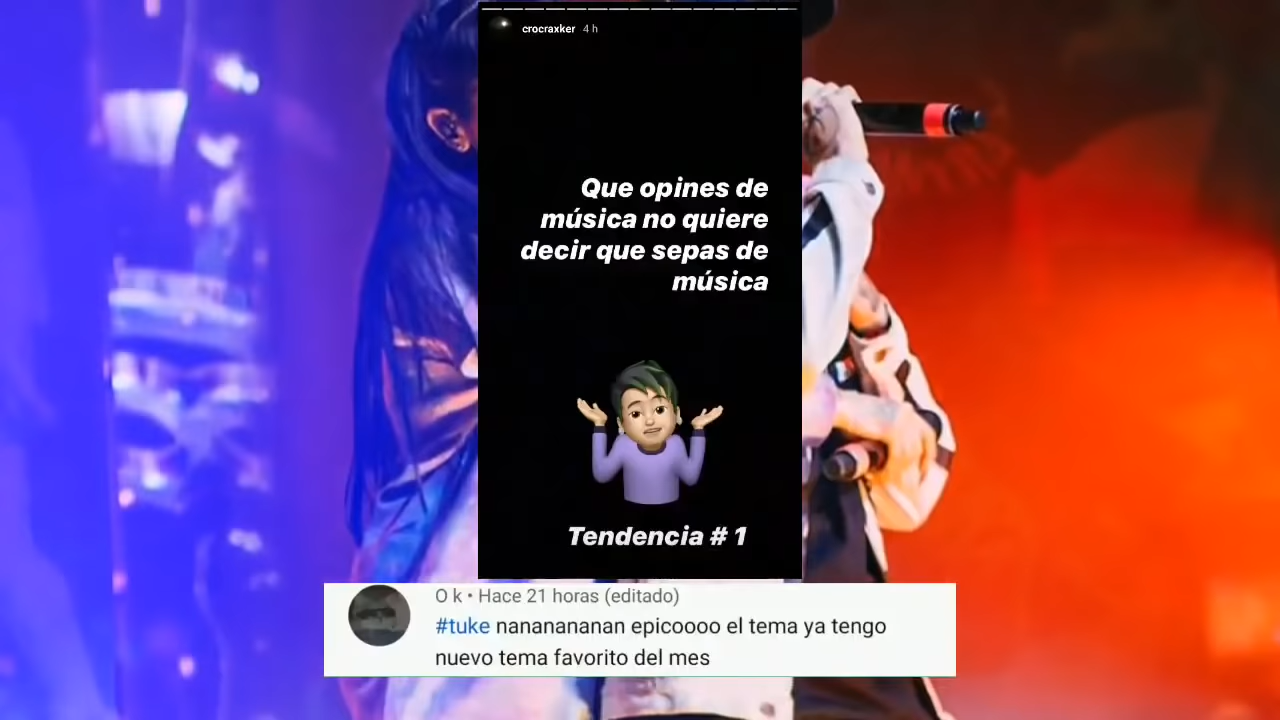 crocraxker 4 h
Que opines de
música no quiere
decir que sepas de
música
Tendencia # 1
O k • Hace 21 horas (editado)
#tuke nanananaan epicoooo el tema ya tengo
nuevo tema favorito del mes